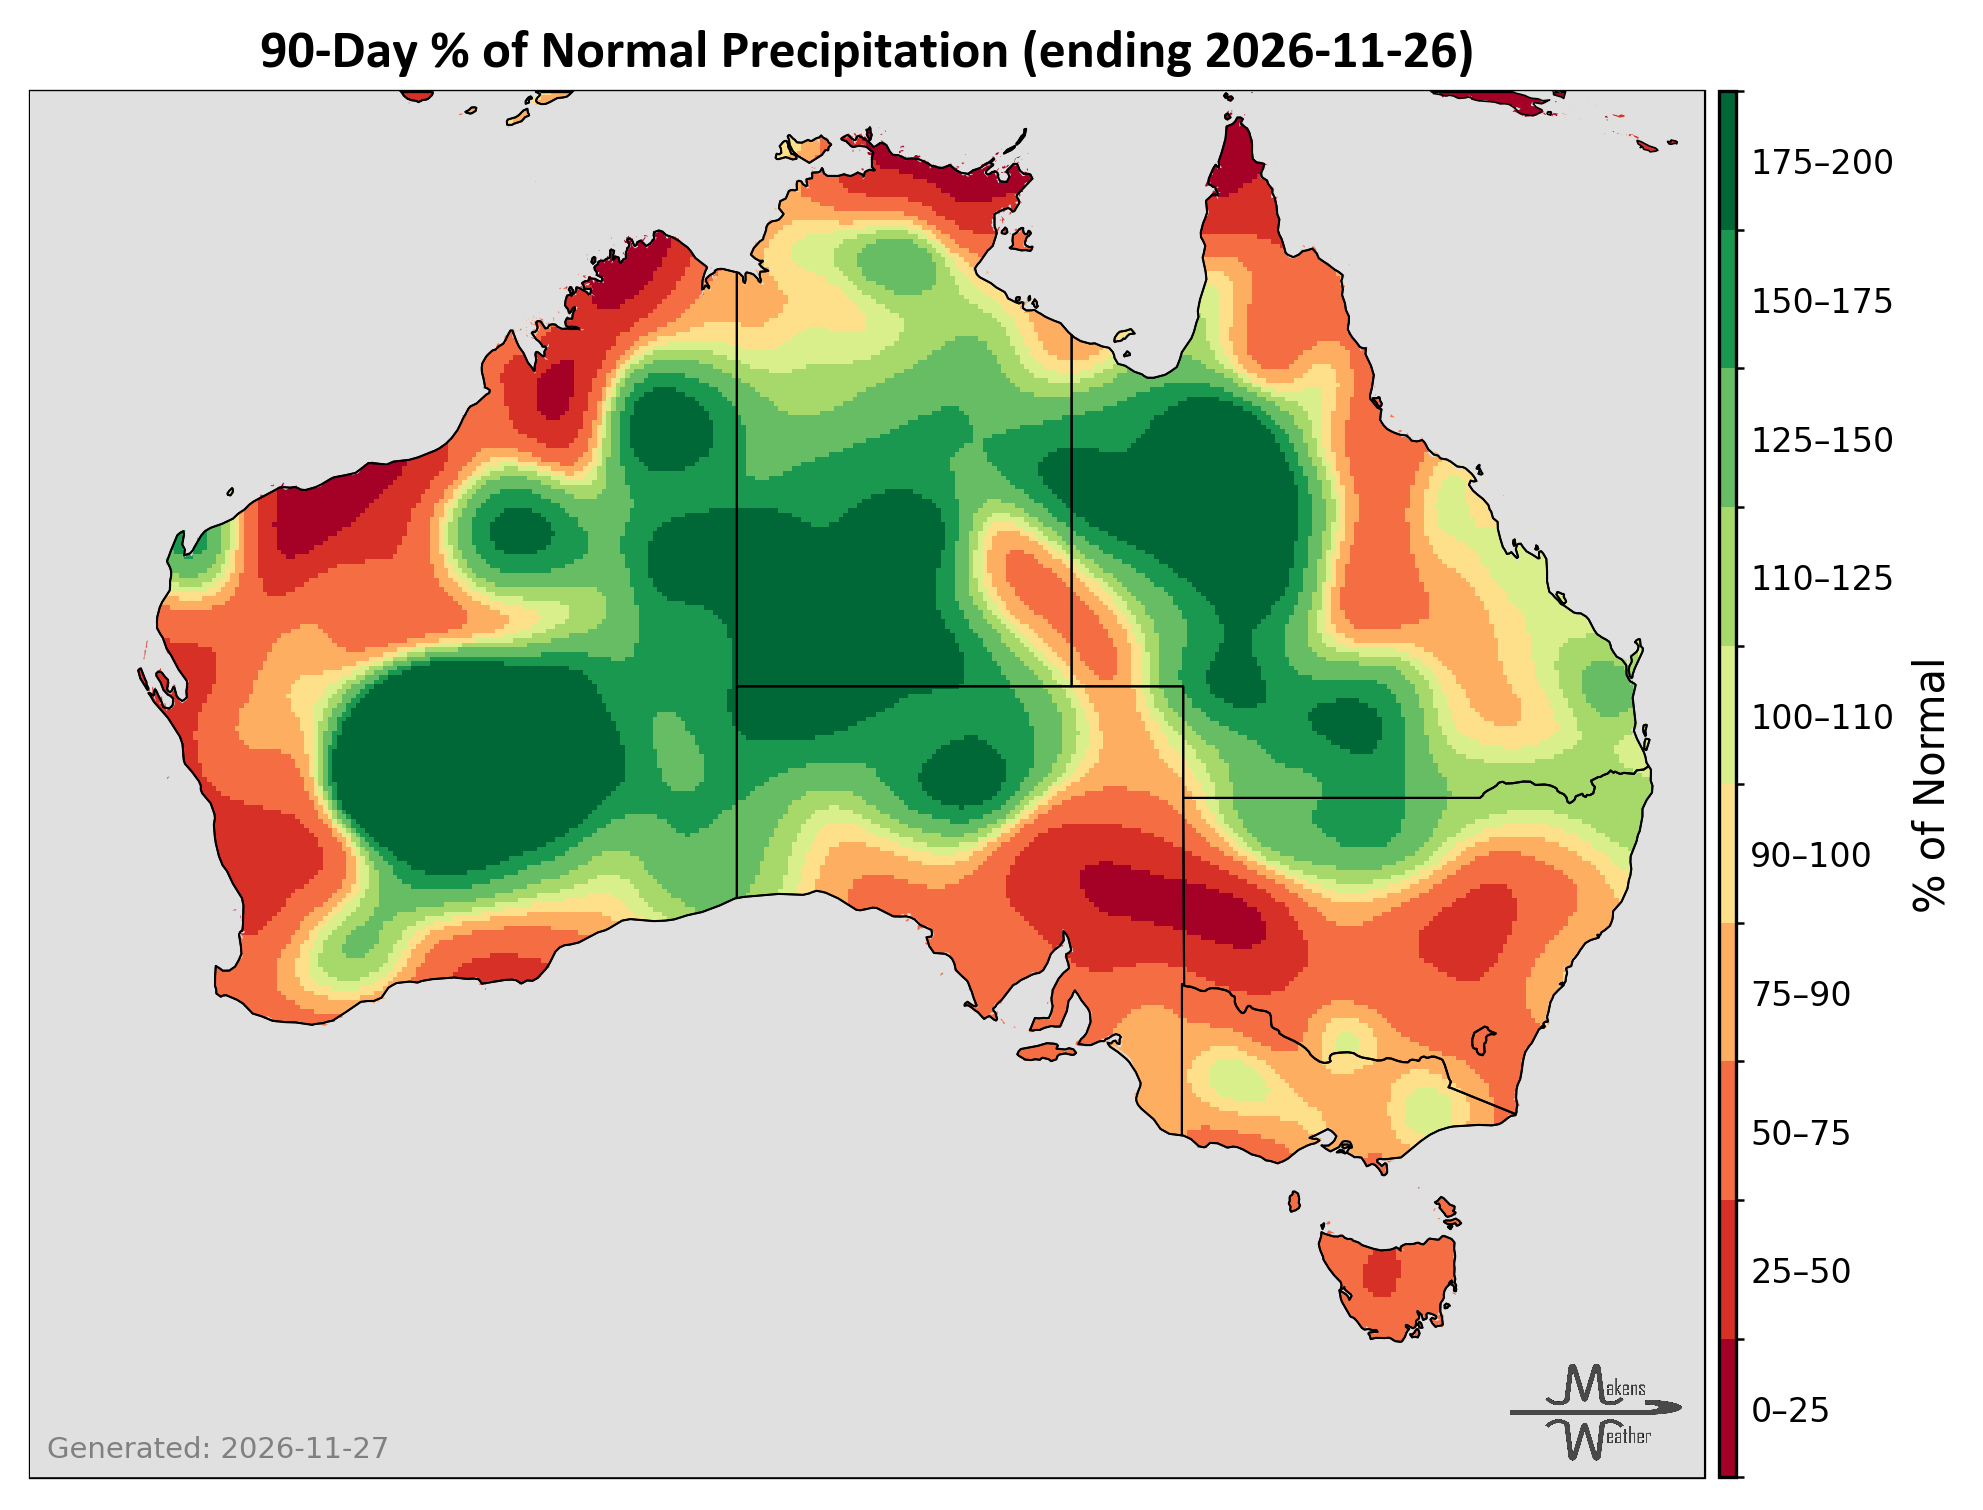 90-Day % of Normal Precipitation (ending 2026-11-26)
175–200
150–175
125–150
110–125
100–110
90–100
75–90
50–75
25–50
0–25
% of Normal
Makens
Weather
Generated: 2026-11-27